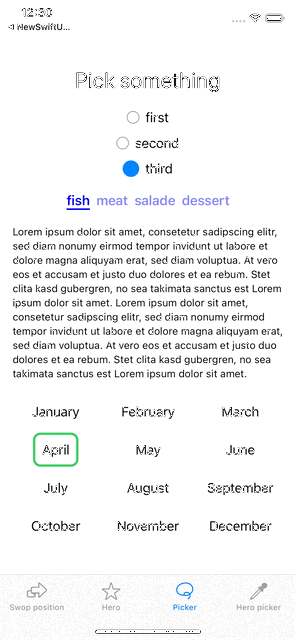 12:30
NewSwiftU...
Pick something
first
second
third
fish meat salade dessert
Lorem ipsum dolor sit amet, consetetur sadipscing elitr,
sed diam nonumy eirmod tempor invidunt ut labore et
dolore magna aliquyam erat, sed diam voluptua. At vero
eos et accusam et justo duo dolores et ea rebum. Stet
clita kasd gubergren, no sea takimata sanctus est Lorem
ipsum dolor sit amet. Lorem ipsum dolor sit amet,
consetetur sadipscing elitr, sed diam nonumy eirmod
tempor invidunt ut labore et dolore magna aliquyam erat,
sed diam voluptua. At vero eos et accusam et justo duo
dolores et ea rebum. Stet clita kasd gubergren, no sea
takimata sanctus est Lorem ipsum dolor sit amet.
January February March
April May June
July August September
October November December
Swap position Hero Picker Hero picker